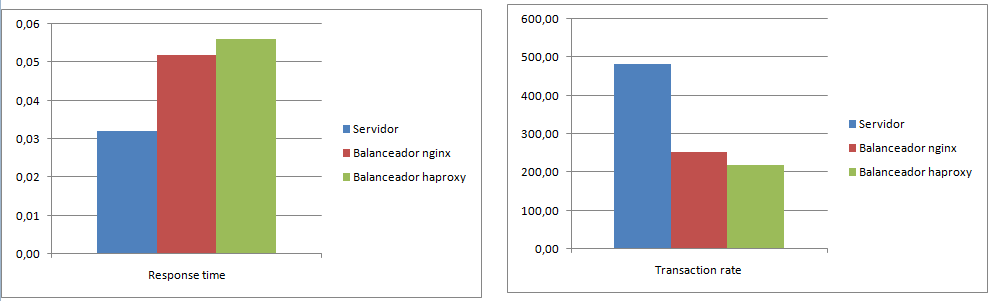 0,06
0,05
0,04
0,03
0,02
0,01
0,00
Response time
Servidor
Balanceador nginx
Balanceador haproxy
600,00
500,00
400,00
300,00
200,00
100,00
0,00
Transaction rate
Servidor
Balanceador nginx
Balanceador haproxy